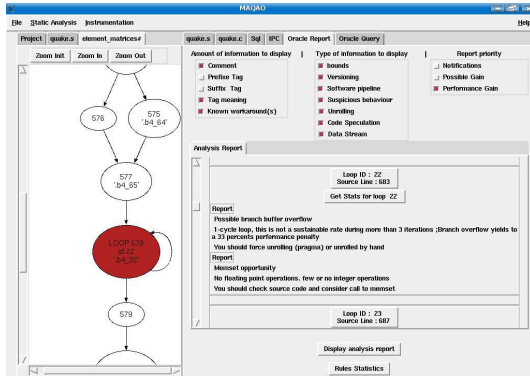 MAQAO
File Static Analysis Instrumentation Help
Project quake.s element_matrices# quake.s quake.c Sql IPC Oracle Report Oracle Query
Zoom Init Zoom In Zoom Out
Amount of information to display | Type of information to display | Report priority
Comment bounds Notifications
Prefox Tag Versioning Possible Gain
Suffix Tag Software pipeline Performance Gain
Tag meaning Suspicious behaviour
Known workaround(s) Unrolling
Code Speculation
Data Stream
576
575
'.b4_64'
577
'.b4_65'
LOOP 578
id 22
'.b4_32'
579
Analysis Report
Loop ID : 22
Source Line : 683
Get Stats for loop 22
Report
Possible branch buffer overflow
1-cycle loop, this is not a sustainable rate during more than 3 iterations ;Branch overflow yields to
a 33 percents performance penalty
You should force unrolling (pragma) or unrolled by hand
Report
Memset opportunity
No floating point operations. few or no integer operations
You should check source code and consider call to memset
Loop ID : 23
Source Line : 687
Display analysis report
Rules Statistics